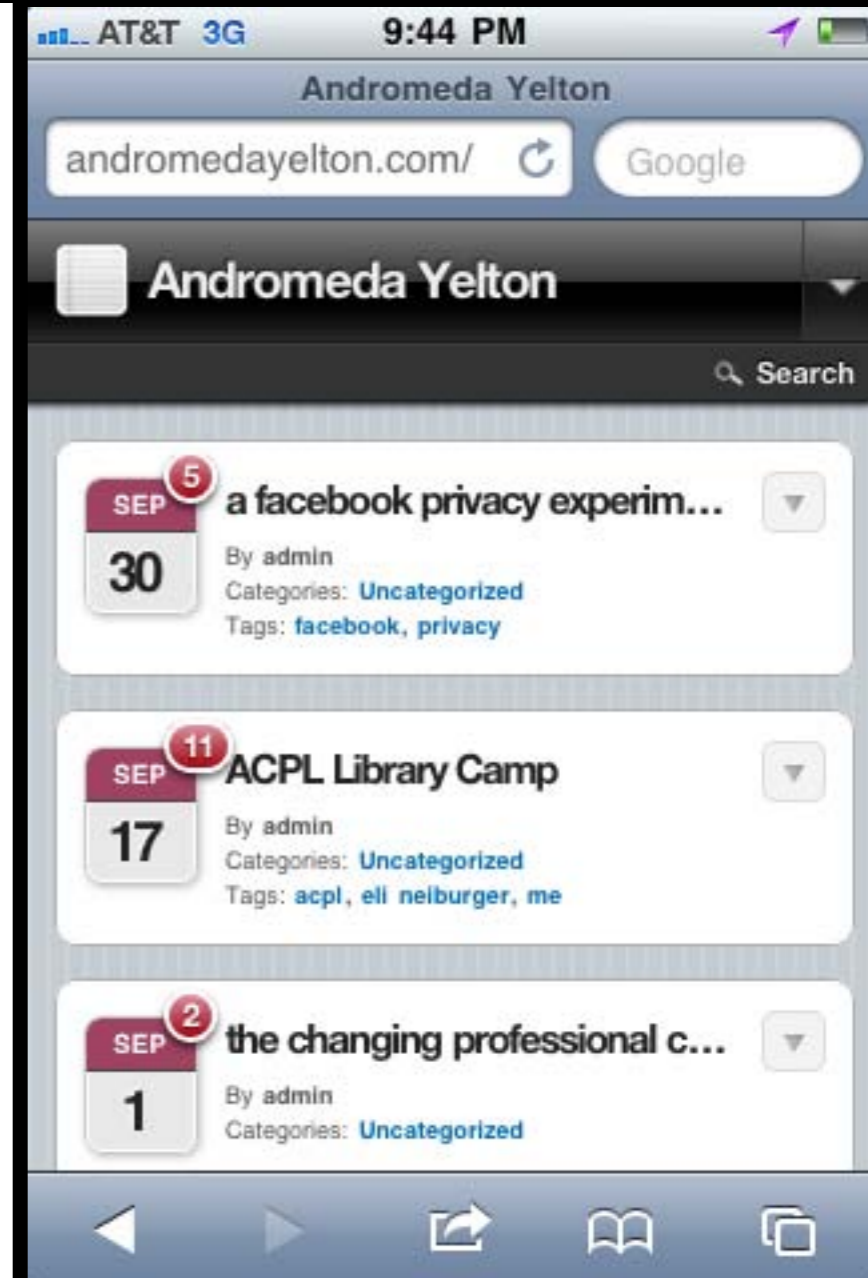 AT&T 3G 9:44 PM
Andromeda Yelton
andromedayelton.com/ Google
Andromeda Yelton
Search
5
SEP
30
a facebook privacy experim...
By admin
Categories: Uncategorized
Tags: facebook, privacy
11
SEP
17
ACPL Library Camp
By admin
Categories: Uncategorized
Tags: acpl, eli neiburger, me
2
SEP
1
the changing professional c...
By admin
Categories: Uncategorized